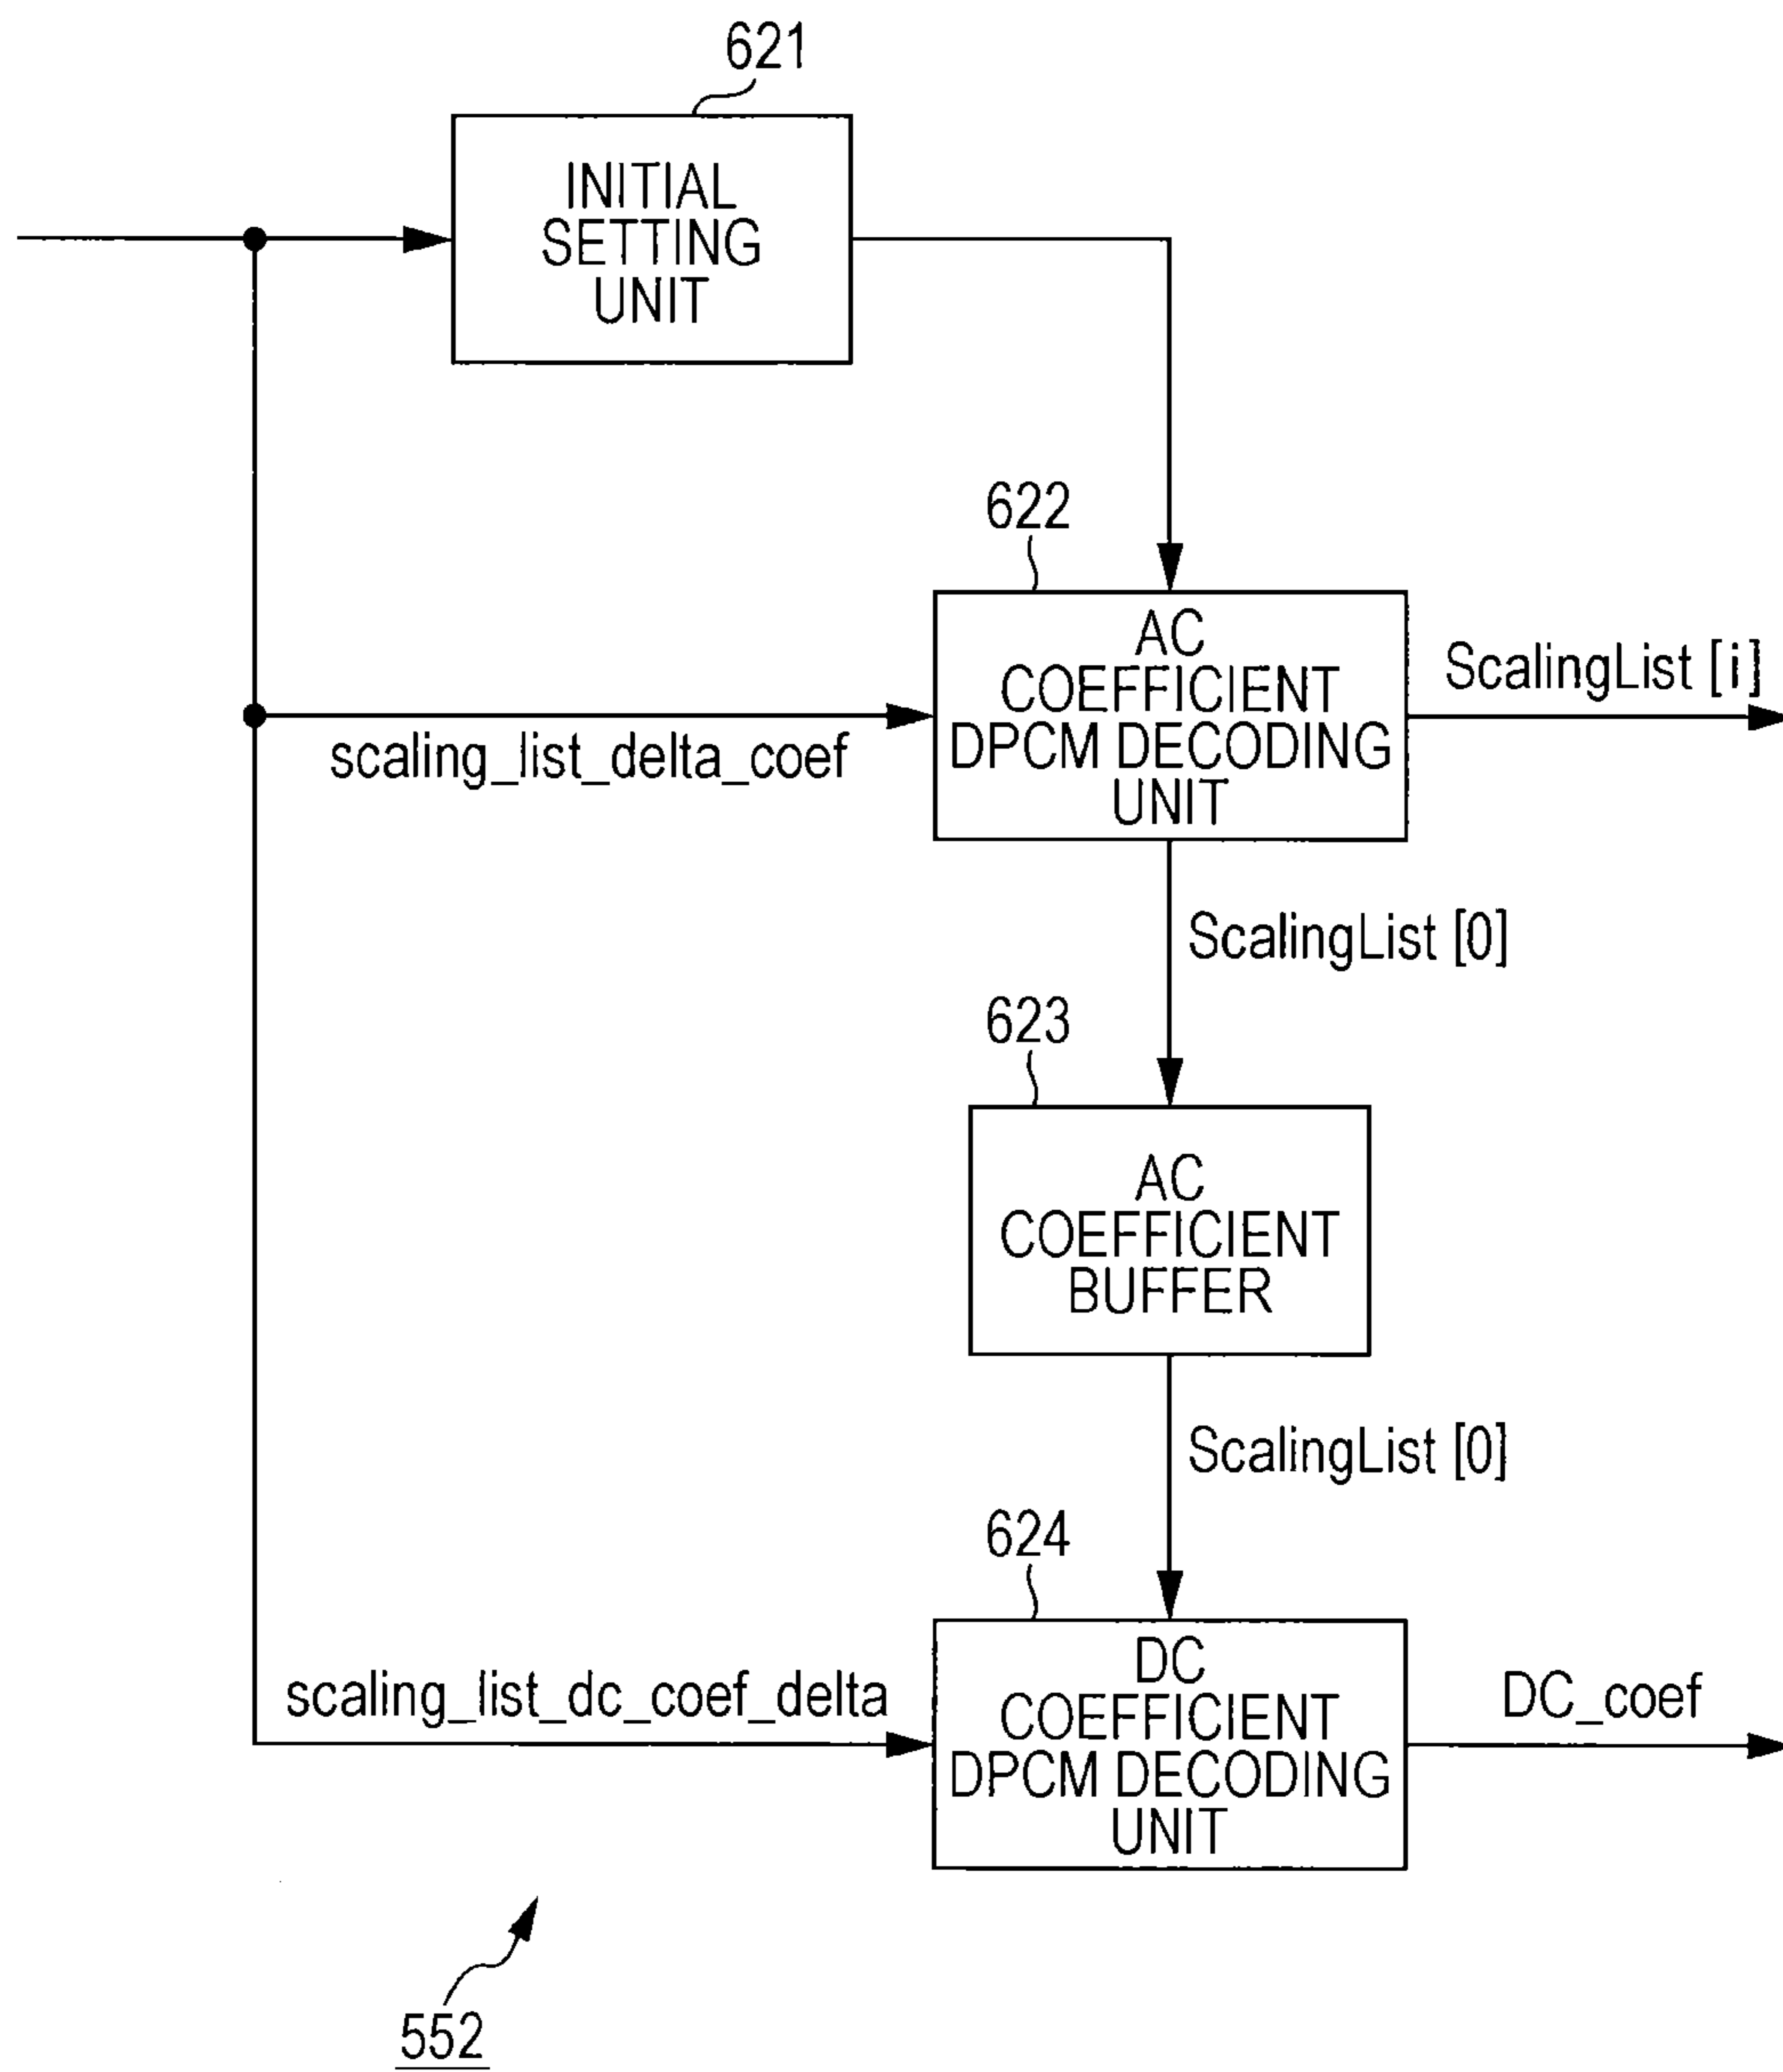 621
INITIAL
SETTING
UNIT
622
AC
COEFFICIENT
DPCM DECODING
UNIT
ScalingList [i]
scaling_list_delta_coef
ScalingList [0]
623
AC
COEFFICIENT
BUFFER
ScalingList [0]
624
DC
COEFFICIENT
DPCM DECODING
UNIT
scaling_list_dc_coef_delta
DC_coef
552